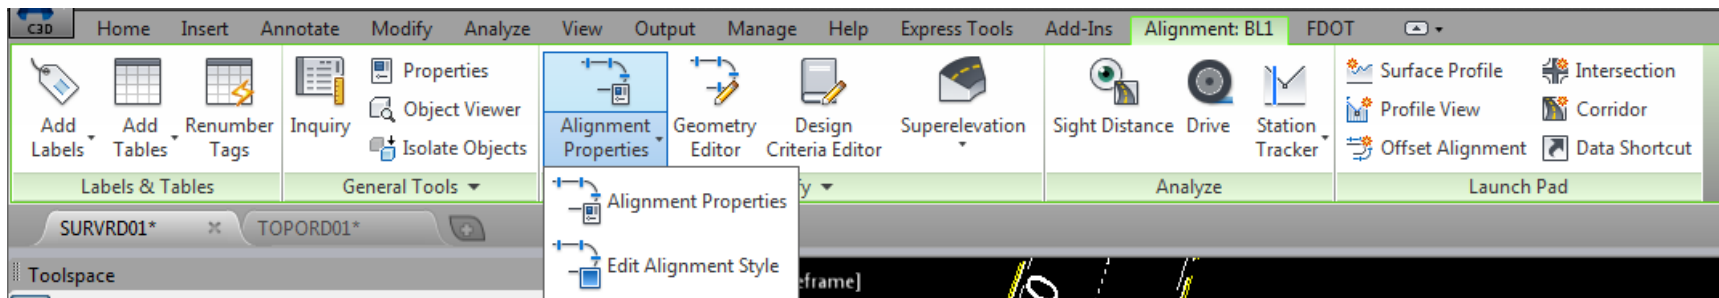 C3D Home Insert Annotate Modify Analyze View Output Manage Help Express Tools Add-Ins Alignment: BL1 FDOT
Add Labels
Add Tables
Renumber Tags
Inquiry
Properties
Object Viewer
Isolate Objects
Alignment Properties
Geometry Editor
Design Criteria Editor
Superelevation
Sight Distance
Drive
Station Tracker
Surface Profile
Profile View
Offset Alignment
Intersection
Corridor
Data Shortcut
Labels & Tables
General Tools
fy
Analyze
Launch Pad
Alignment Properties
Edit Alignment Style
SURVRD01*
TOPORD01*
Toolspace
eframe]